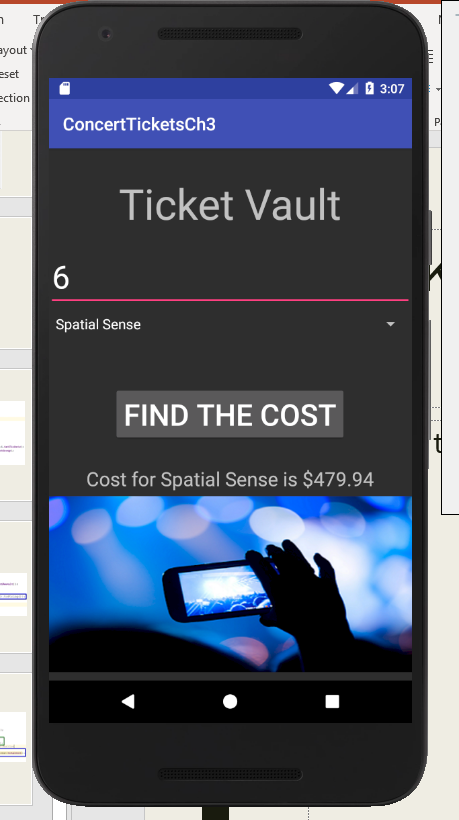 3:07
ConcertTicketsCh3
Ticket Vault
6
Spatial Sense
FIND THE COST
Cost for Spatial Sense is $479.94